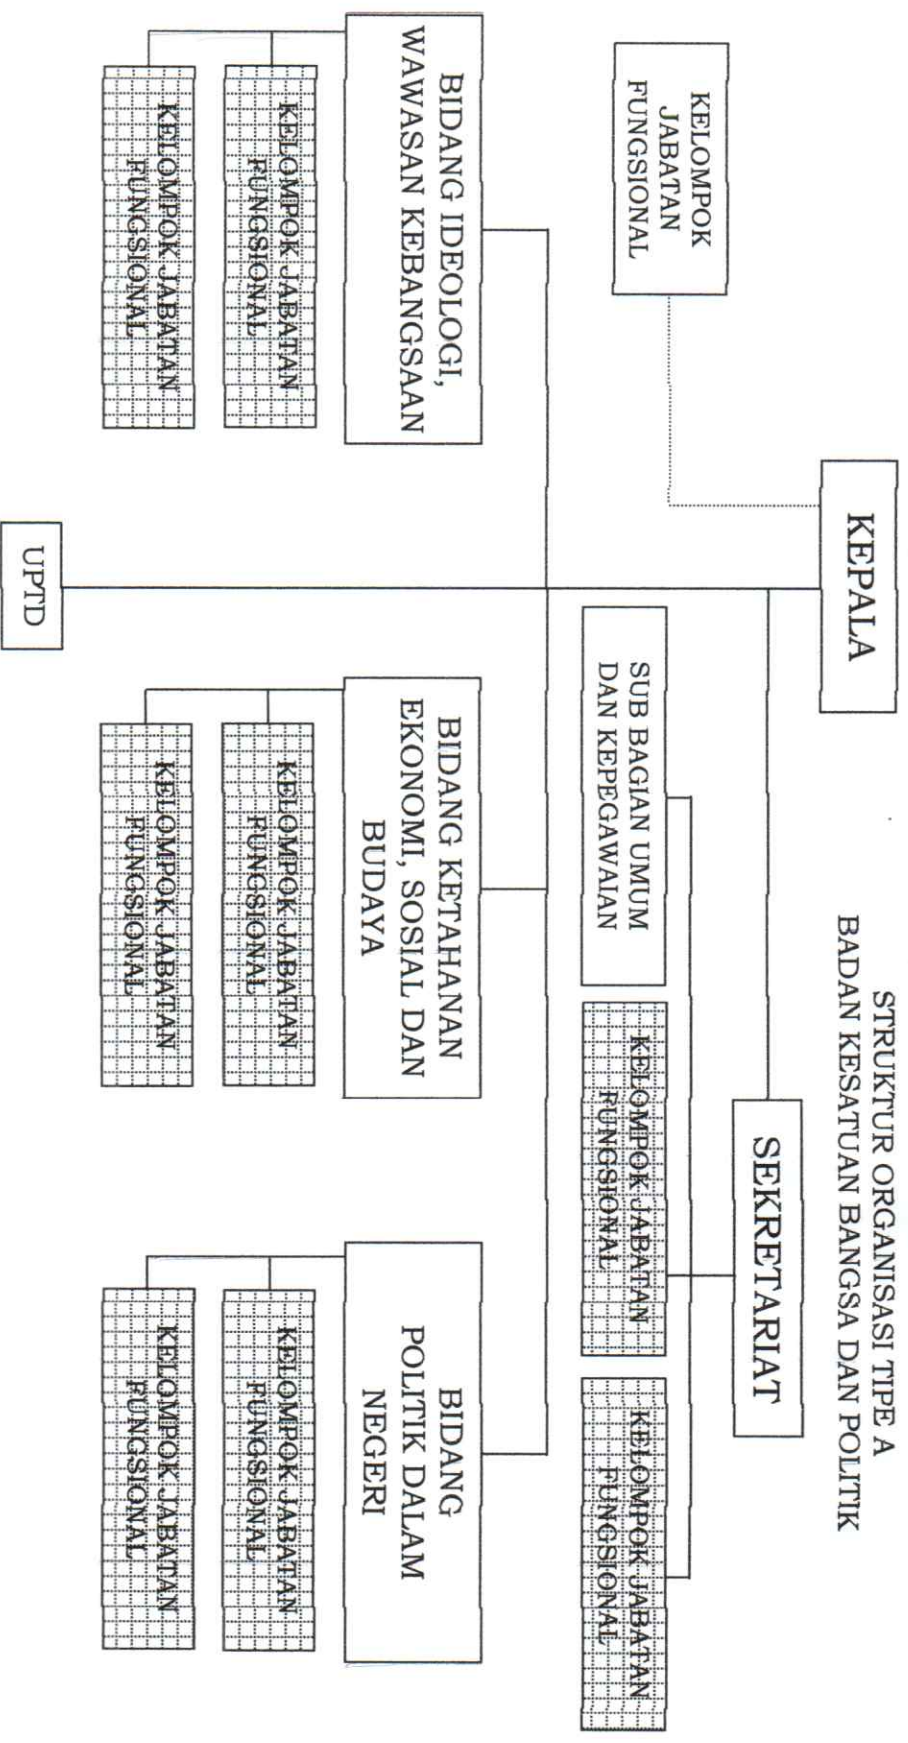 STRUKTUR ORGANISASI TIPE A
BADAN KESATUAN BANGSA DAN POLITIK
KEPALA
KELOMPOK
JABATAN
FUNGSIONAL
SEKRETARIAT
SUB BAGIAN UMUM
DAN KEPEGAWAIAN
KELOMPOK JABATAN
FUNGSIONAL
KELOMPOK JABATAN
FUNGSIONAL
BIDANG IDEOLOGI,
WAWASAN KEBANGSAAN
KELOMPOK JABATAN
FUNGSIONAL
KELOMPOK JABATAN
FUNGSIONAL
BIDANG KETAHANAN
EKONOMI, SOSIAL DAN
BUDAYA
KELOMPOK JABATAN
FUNGSIONAL
KELOMPOK JABATAN
FUNGSIONAL
BIDANG
POLITIK DALAM
NEGERI
KELOMPOK JABATAN
FUNGSIONAL
KELOMPOK JABATAN
FUNGSIONAL
UPTD